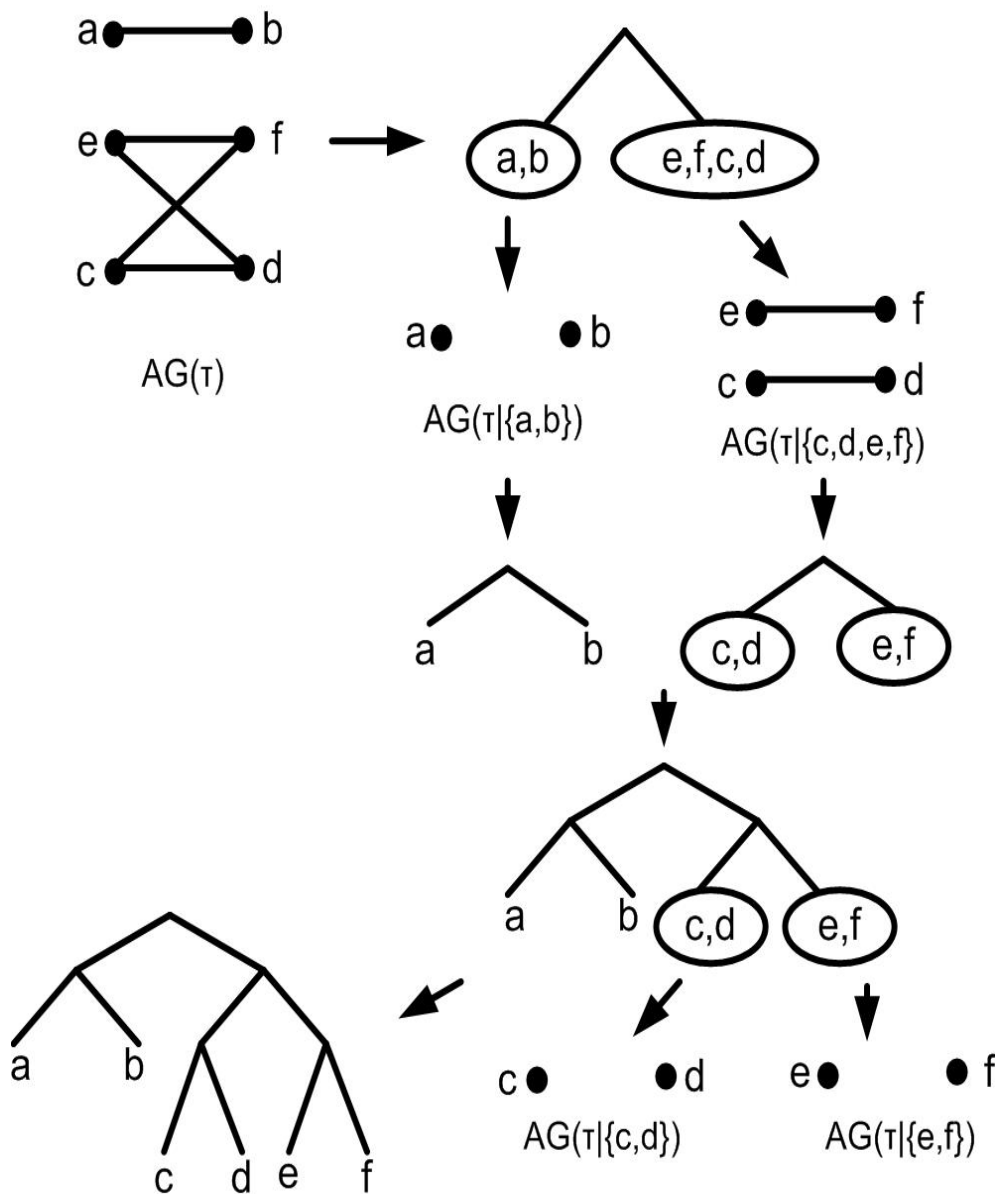 a b
e f
c d
AG(τ)
a,b e,f,c,d
a b
AG(τ|{a,b})
e f
c d
AG(τ|{c,d,e,f})
a b
c,d e,f
a b c,d e,f
a b
c d e f
c d
AG(τ|{c,d})
e f
AG(τ|{e,f})